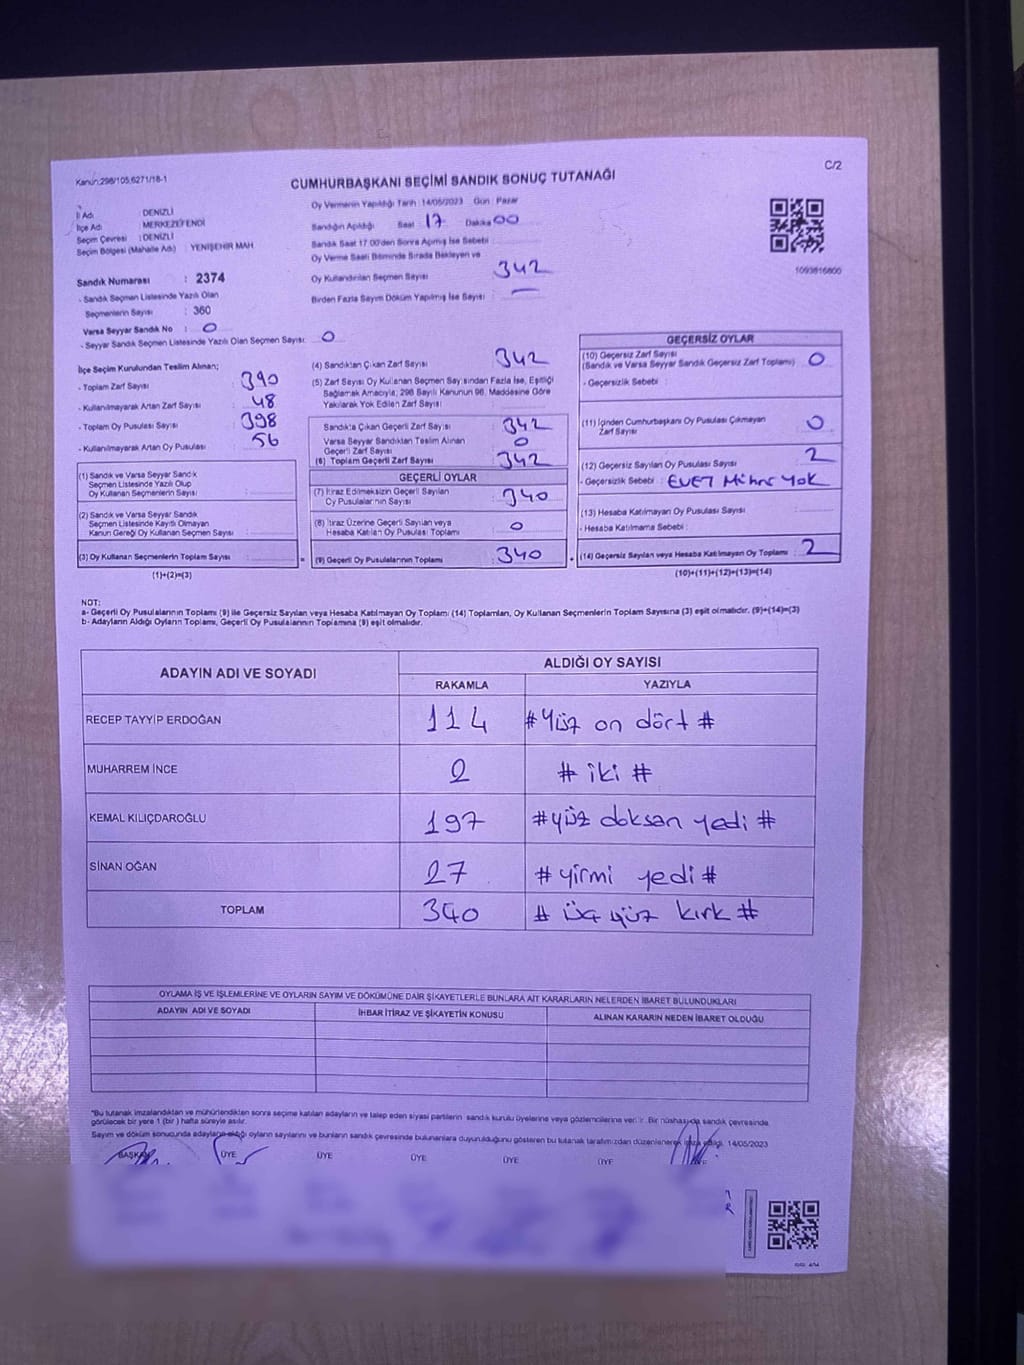 Kanun:298/105,6271/18-1
C/2
CUMHURBAŞKANI SEÇİMİ SANDIK SONUÇ TUTANAĞI
İl Adı : DENİZLİ
İlçe Adı : MERKEZEFENDİ
Seçim Çevresi : DENİZLİ
Seçim Bölgesi (Mahalle Adı) : YENİŞEHİR MAH.
Oy Vermenin Yapıldığı Tarih : 14/05/2023 Gün : Pazar
Sandığın Açıldığı Saat : 17 Dakika : 00
Sandık Saat 17.00'den Sonra Açmış İse Sebebi :
Oy Verme Saati Bitiminde Sırada Bekleyen ve
Oy Kullandırılan Seçmen Sayısı : 342
Birden Fazla Sayım Döküm Yapılmış İse Sayısı : —
1093816800
Sandık Numarası : 2374
- Sandık Seçmen Listesinde Yazılı Olan
Seçmenlerin Sayısı : 360
Varsa Seyyar Sandık No : 0
- Seyyar Sandık Seçmen Listesinde Yazılı Olan Seçmen Sayısı: 0
İlçe Seçim Kurulundan Teslim Alınan;
- Toplam Zarf Sayısı : 390
- Kullanılmayarak Artan Zarf Sayısı : 48
- Toplam Oy Pusulası Sayısı : 398
- Kullanılmayarak Artan Oy Pusulası : 56
(1) Sandık ve Varsa Seyyar Sandık
Seçmen Listesinde Yazılı Olup
Oy Kullanan Seçmenlerin Sayısı :
(2) Sandık ve Varsa Seyyar Sandık
Seçmen Listesinde Kayıtlı Olmayan
Kanun Gereği Oy Kullanan Seçmen Sayısı :
(3) Oy Kullanan Seçmenlerin Toplam Sayısı :
(1)+(2)=(3)
(4) Sandıktan Çıkan Zarf Sayısı : 342
(5) Zarf Sayısı Oy Kullanan Seçmen Sayısından Fazla İse, Eşitliği
Sağlamak Amacıyla, 298 Sayılı Kanunun 98. Maddesine Göre
Yakılarak Yok Edilen Zarf Sayısı :
Sandıkta Çıkan Geçerli Zarf Sayısı : 342
Varsa Seyyar Sandıktan Teslim Alınan
Geçerli Zarf Sayısı : 0
(6) Toplam Geçerli Zarf Sayısı : 342
GEÇERLİ OYLAR
(7) İtiraz Edilmeksizin Geçerli Sayılan
Oy Pusulalarının Sayısı : 340
(8) İtiraz Üzerine Geçerli Sayılan veya
Hesaba Katılan Oy Pusulası Toplamı : 0
(9) Geçerli Oy Pusulalarının Toplamı : 340
GEÇERSİZ OYLAR
(10) Geçersiz Zarf Sayısı
(Sandık ve Varsa Seyyar Sandık Geçersiz Zarf Toplamı) : 0
- Geçersizlik Sebebi :
(11) İçinden Cumhurbaşkanı Oy Pusulası Çıkmayan
Zarf Sayısı : 0
(12) Geçersiz Sayılan Oy Pusulası Sayısı : 2
- Geçersizlik Sebebi : EVET Mührü YOK
(13) Hesaba Katılmayan Oy Pusulası Sayısı :
- Hesaba Katılmama Sebebi :
(14) Geçersiz Sayılan veya Hesaba Katılmayan Oy Toplamı : 2
(10)+(11)+(12)+(13)=(14)
NOT:
a- Geçerli Oy Pusulalarının Toplamı (9) ile Geçersiz Sayılan veya Hesaba Katılmayan Oy Toplamı (14) Toplamları, Oy Kullanan Seçmenlerin Toplam Sayısına (3) eşit olmalıdır. (9)+(14)=(3)
b- Adayların Aldığı Oyların Toplamı, Geçerli Oy Pusulalarının Toplamına (9) eşit olmalıdır.
ADAYIN ADI VE SOYADI
ALDIĞI OY SAYISI
RAKAMLA YAZIYLA
RECEP TAYYİP ERDOĞAN 114 # Yüz on dört #
MUHARREM İNCE 2 # iki #
KEMAL KILIÇDAROĞLU 197 # yüz doksan yedi #
SİNAN OĞAN 27 # yirmi yedi #
TOPLAM 340 # üç yüz kırk #
OYLAMA İŞ VE İŞLEMLERİNE VE OYLARIN SAYIM VE DÖKÜMÜNE DAİR ŞİKAYETLERLE BUNLARA AİT KARARLARIN NELERDEN İBARET BULUNDUKLARI
ADAYIN ADI VE SOYADI İHBAR İTİRAZ VE ŞİKAYETİN KONUSU ALINAN KARARIN NEDEN İBARET OLDUĞU
"Bu tutanak imzalandıktan ve mühürlendikten sonra seçime katılan adayların ve talep eden siyasi partilerin sandık kurulu üyelerine veya gözlemcilerine verilir. Bir nüshası da sandık çevresinde
görülecek bir yere 1 (bir) hafta süreyle asılır.
Sayım ve döküm sonucunda adayların aldığı oyların sayılarını ve bunların sandık çevresinde bulunanlara duyurulduğunu gösteren bu tutanak tarafımızdan düzenlenerek imza edildi. 14/05/2023
BAŞKAN ÜYE ÜYE ÜYE ÜYE ÜYE ÜYE